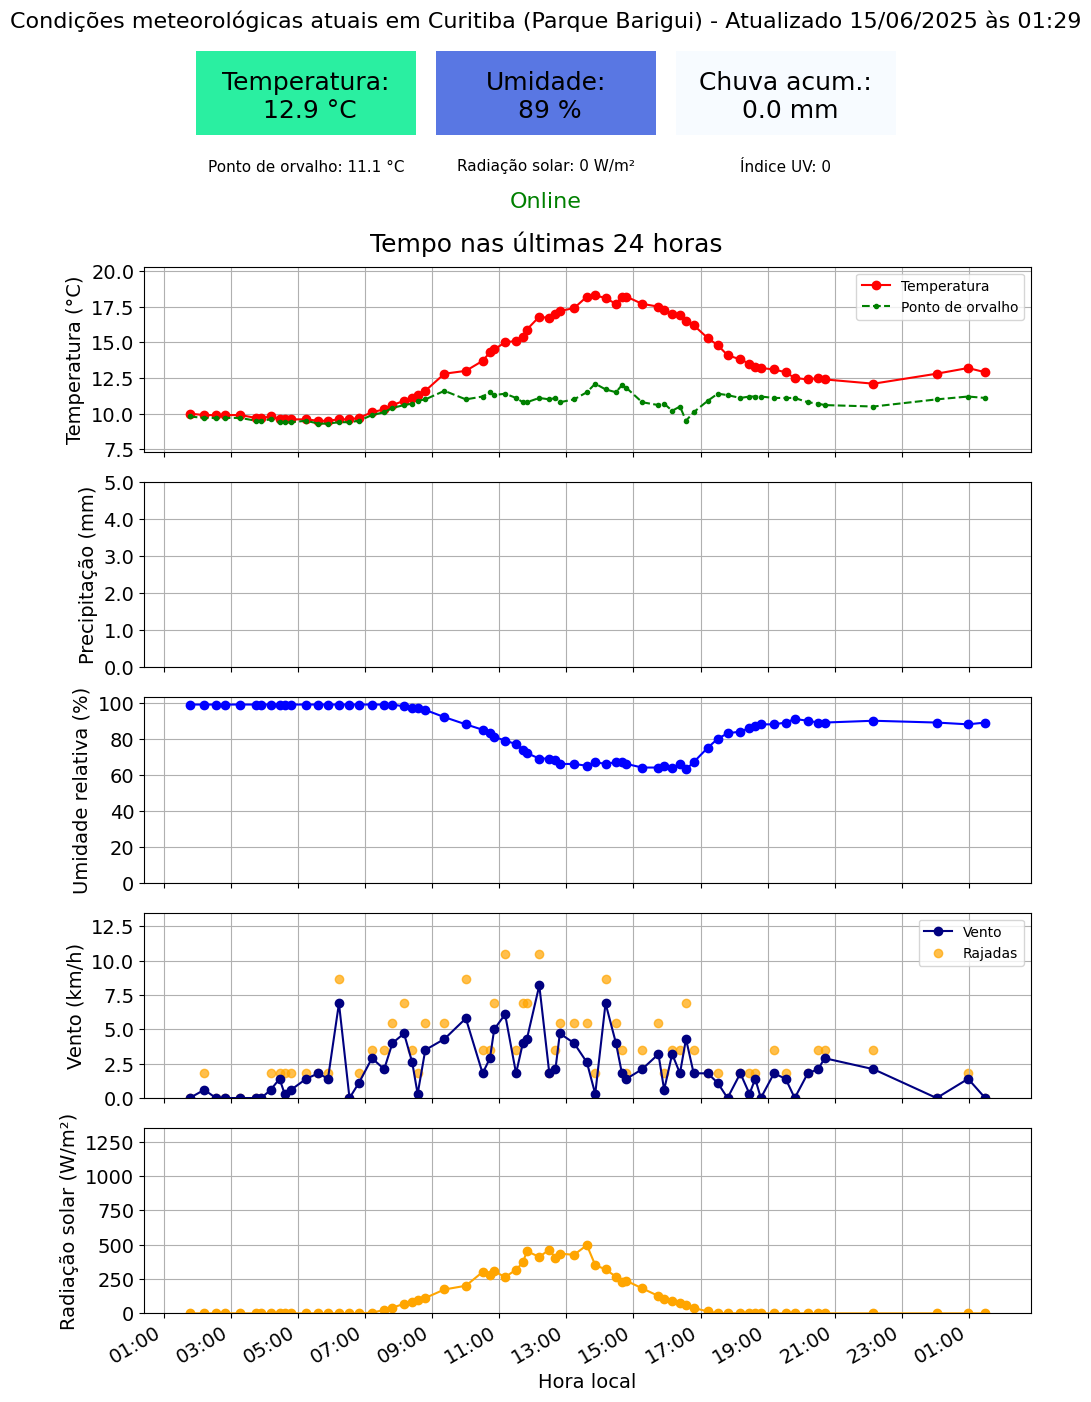 Condições meteorológicas atuais em Curitiba (Parque Barigui) - Atualizado 15/06/2025 às 01:29
Temperatura:
12.9 °C
Umidade:
89 %
Chuva acum.:
0.0 mm
Ponto de orvalho: 11.1 °C
Radiação solar: 0 W/m²
Índice UV: 0
Online
Tempo nas últimas 24 horas
Temperatura (°C)
20.0
17.5
15.0
12.5
10.0
7.5
Temperatura
Ponto de orvalho
Precipitação (mm)
5.0
4.0
3.0
2.0
1.0
0.0
Umidade relativa (%)
100
80
60
40
20
0
Vento (km/h)
12.5
10.0
7.5
5.0
2.5
0.0
Vento
Rajadas
Radiação solar (W/m²)
1250
1000
750
500
250
0
01:00
03:00
05:00
07:00
09:00
11:00
13:00
15:00
17:00
19:00
21:00
23:00
01:00
Hora local